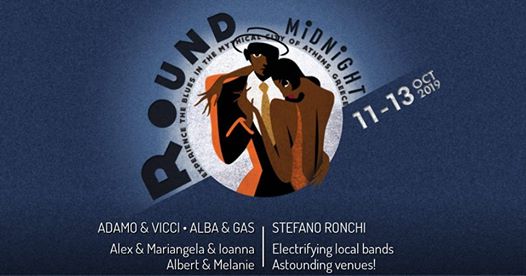 ROUND
MiDNiGHT
EXPERIENCE THE BLUES IN THE MYTHICAL CITY OF ATHENS, GREECE
11-13 OCT
2019
ADAMO & VICCI • ALBA & GAS
Alex & Mariangela & Ioanna
Albert & Melanie
STEFANO RONCHI
Electrifying local bands
Astounding venues!